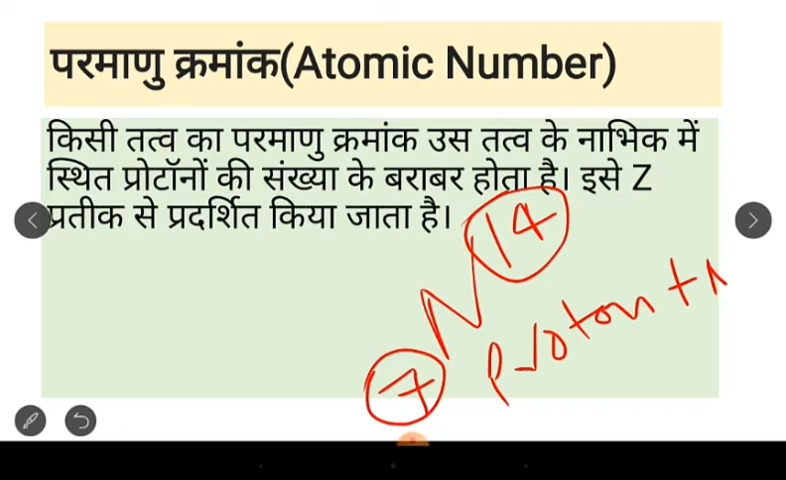 परमाणु क्रमांक(Atomic Number)
किसी तत्व का परमाणु क्रमांक उस तत्व के नाभिक में
स्थित प्रोटॉनों की संख्या के बराबर होता है। इसे Z
प्रतीक से प्रदर्शित किया जाता है।
14
N
7
proton +